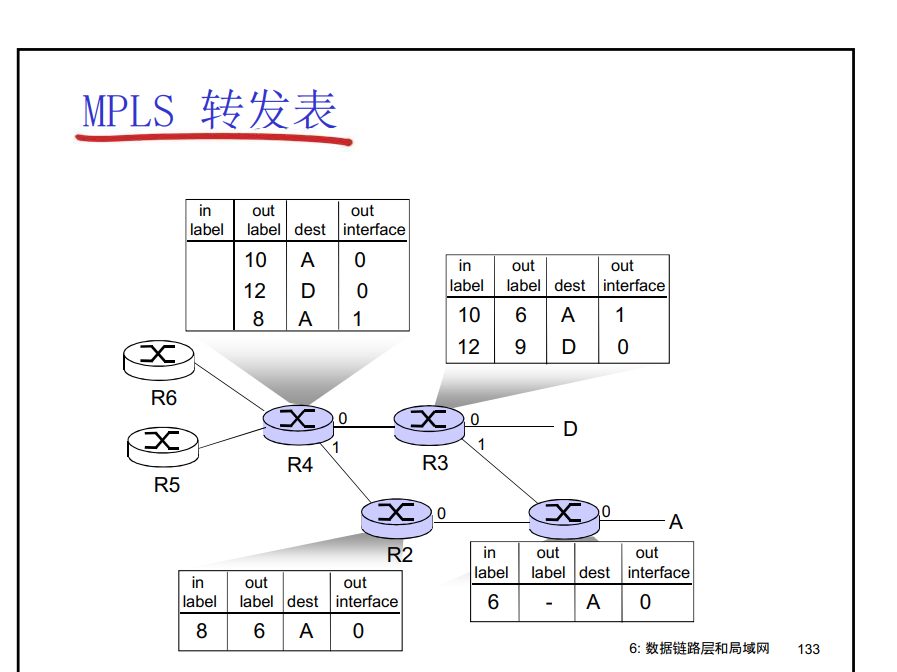 MPLS 转发表
in label out label dest out interface
10 A 0
12 D 0
8 A 1
in label out label dest out interface
10 6 A 1
12 9 D 0
R6
0
0
D
R4
1
R3
1
R5
0
0
A
R2
in label out label dest out interface
6 - A 0
in label out label dest out interface
8 6 A 0
6: 数据链路层和局域网 133